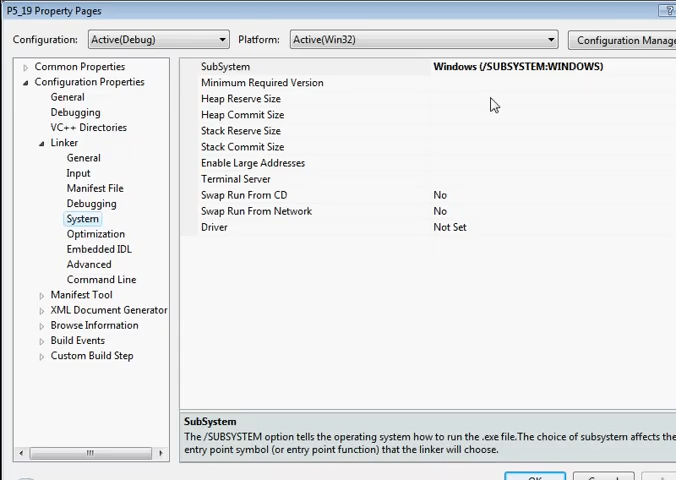 P5_19 Property Pages
Configuration: Active(Debug) Platform: Active(Win32) Configuration Manage
Common Properties
Configuration Properties
General
Debugging
VC++ Directories
Linker
General
Input
Manifest File
Debugging
System
Optimization
Embedded IDL
Advanced
Command Line
Manifest Tool
XML Document Generator
Browse Information
Build Events
Custom Build Step
SubSystem Windows (/SUBSYSTEM:WINDOWS)
Minimum Required Version
Heap Reserve Size
Heap Commit Size
Stack Reserve Size
Stack Commit Size
Enable Large Addresses
Terminal Server
Swap Run From CD No
Swap Run From Network No
Driver Not Set
SubSystem
The /SUBSYSTEM option tells the operating system how to run the .exe file.The choice of subsystem affects the
entry point symbol (or entry point function) that the linker will choose.